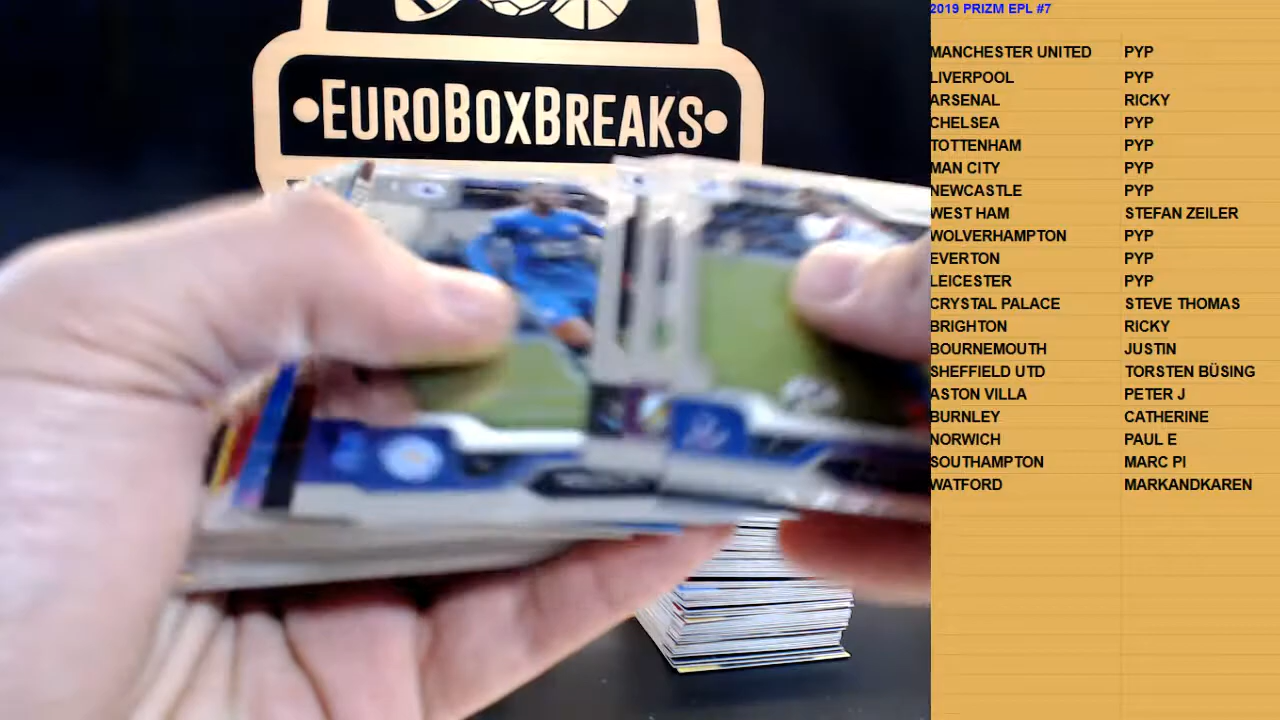 EUROBOXBREAKS
2019 PRIZM EPL #7
MANCHESTER UNITED PYP
LIVERPOOL PYP
ARSENAL RICKY
CHELSEA PYP
TOTTENHAM PYP
MAN CITY PYP
NEWCASTLE PYP
WEST HAM STEFAN ZEILER
WOLVERHAMPTON PYP
EVERTON PYP
LEICESTER PYP
CRYSTAL PALACE STEVE THOMAS
BRIGHTON RICKY
BOURNEMOUTH JUSTIN
SHEFFIELD UTD TORSTEN BÜSING
ASTON VILLA PETER J
BURNLEY CATHERINE
NORWICH PAUL E
SOUTHAMPTON MARC PI
WATFORD MARKANDKAREN